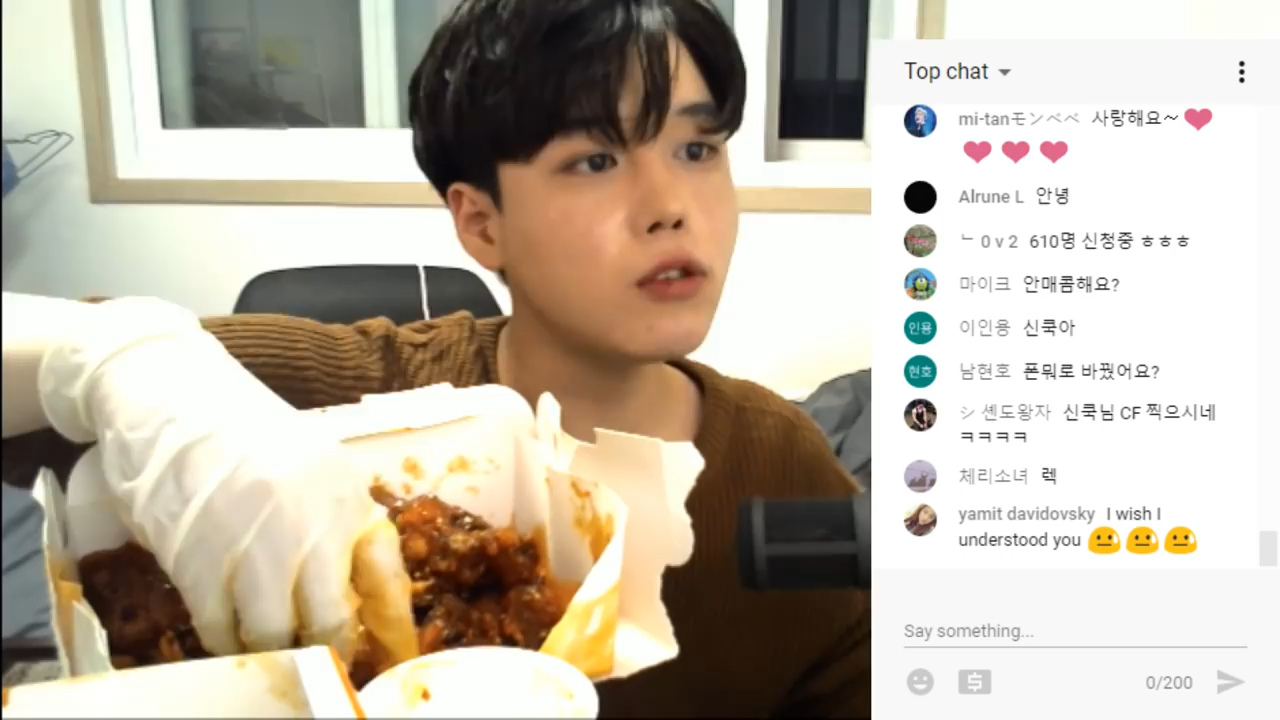 Top chat
mi-tanモンベベ 사랑해요~
Alrune L 안녕
ᄂ 0 v 2 610명 신청중 ㅎㅎㅎ
마이크 안매콤해요?
인용 이인용 신쿡아
현호 남현호 폰뭐로 바꿨어요?
シ 센도왕자 신쿡님 CF 찍으시네
ㅋㅋㅋㅋ
체리소녀 렉
yamit davidovsky I wish I
understood you
Say something...
0/200